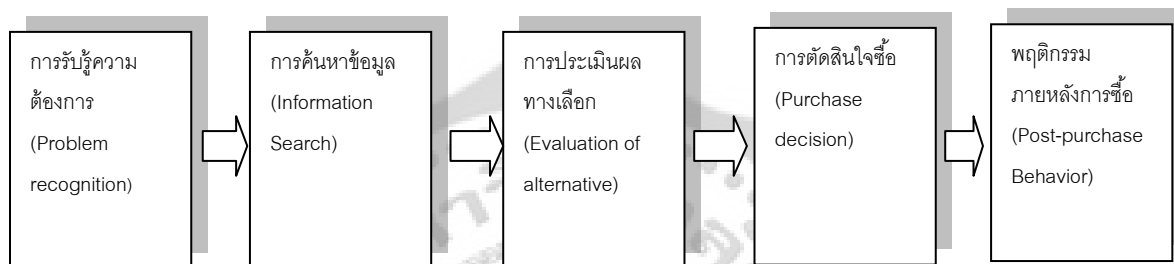 การรับรู้ความ
ต้องการ
(Problem
recognition)
การค้นหาข้อมูล
(Information
Search)
การประเมินผล
ทางเลือก
(Evaluation of
alternative)
การตัดสินใจซื้อ
(Purchase
decision)
พฤติกรรม
ภายหลังการซื้อ
(Post-purchase
Behavior)